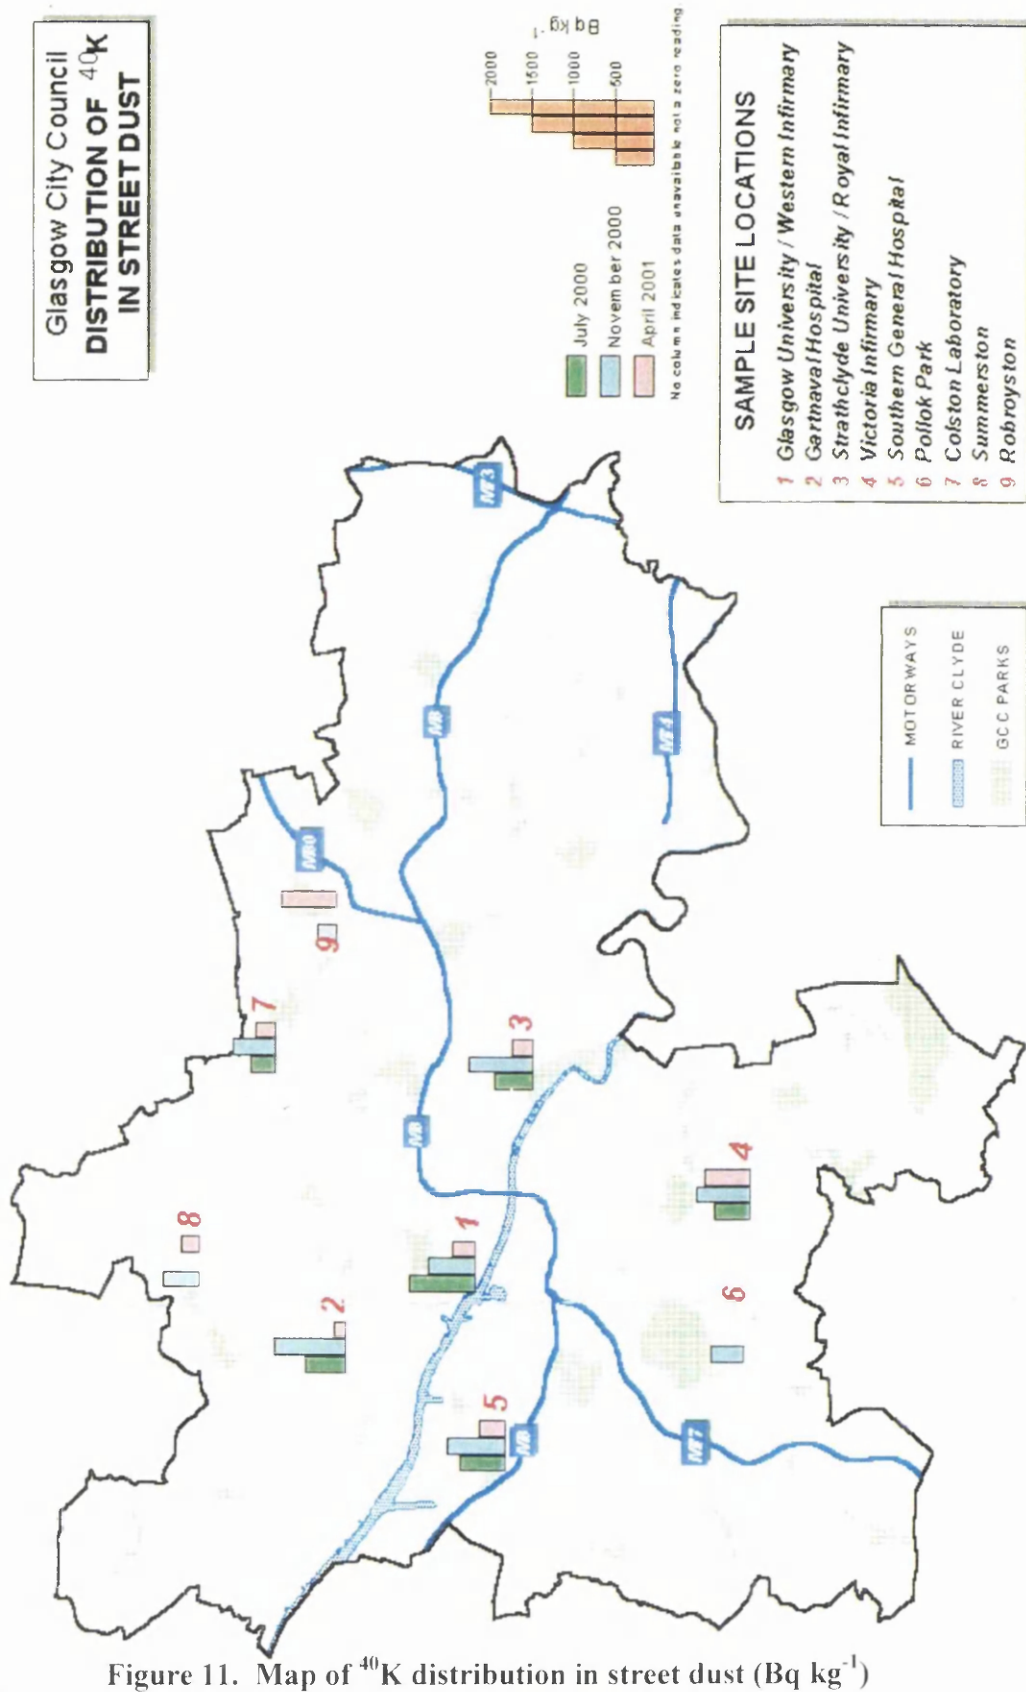 Glasgow City Council
DISTRIBUTION OF ⁴⁰K
IN STREET DUST
2000
1500
1000
500
Bq kg⁻¹
July 2000
November 2000
April 2001
No column indicates data unavailable not a zero reading.
SAMPLE SITE LOCATIONS
1 Glasgow University / Western Infirmary
2 Gartnaval Hospital
3 Strathclyde University / Royal Infirmary
4 Victoria Infirmary
5 Southern General Hospital
6 Pollok Park
7 Colston Laboratory
8 Summerston
9 Robroyston
MOTORWAYS
RIVER CLYDE
GCC PARKS
M73
M8
M74
M80
9
7
3
M8
8
1
4
2
6
5
M8
M77
Figure 11. Map of ⁴⁰K distribution in street dust (Bq kg⁻¹)